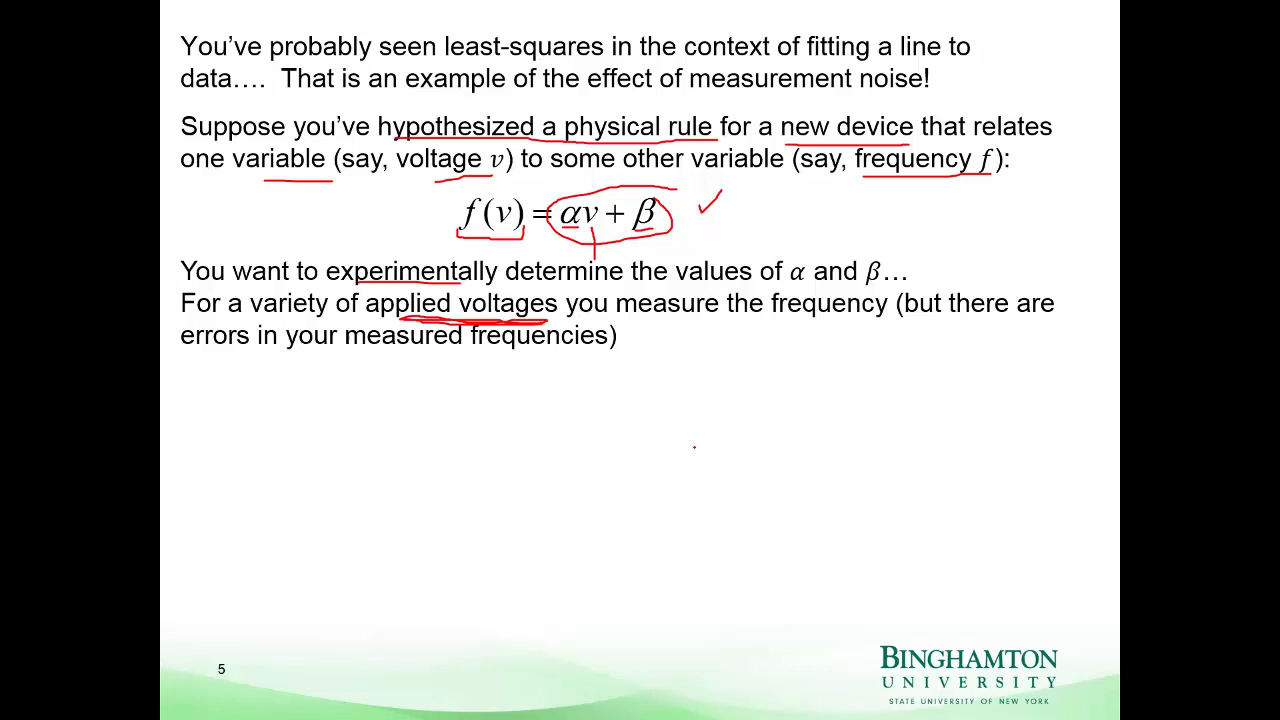 You've probably seen least-squares in the context of fitting a line to
data…. That is an example of the effect of measurement noise!
Suppose you've hypothesized a physical rule for a new device that relates
one variable (say, voltage 𝑣) to some other variable (say, frequency 𝑓):
f(v) = αv + β
You want to experimentally determine the values of 𝛼 and 𝛽…
For a variety of applied voltages you measure the frequency (but there are
errors in your measured frequencies)
5
BINGHAMTON
UNIVERSITY
STATE UNIVERSITY OF NEW YORK